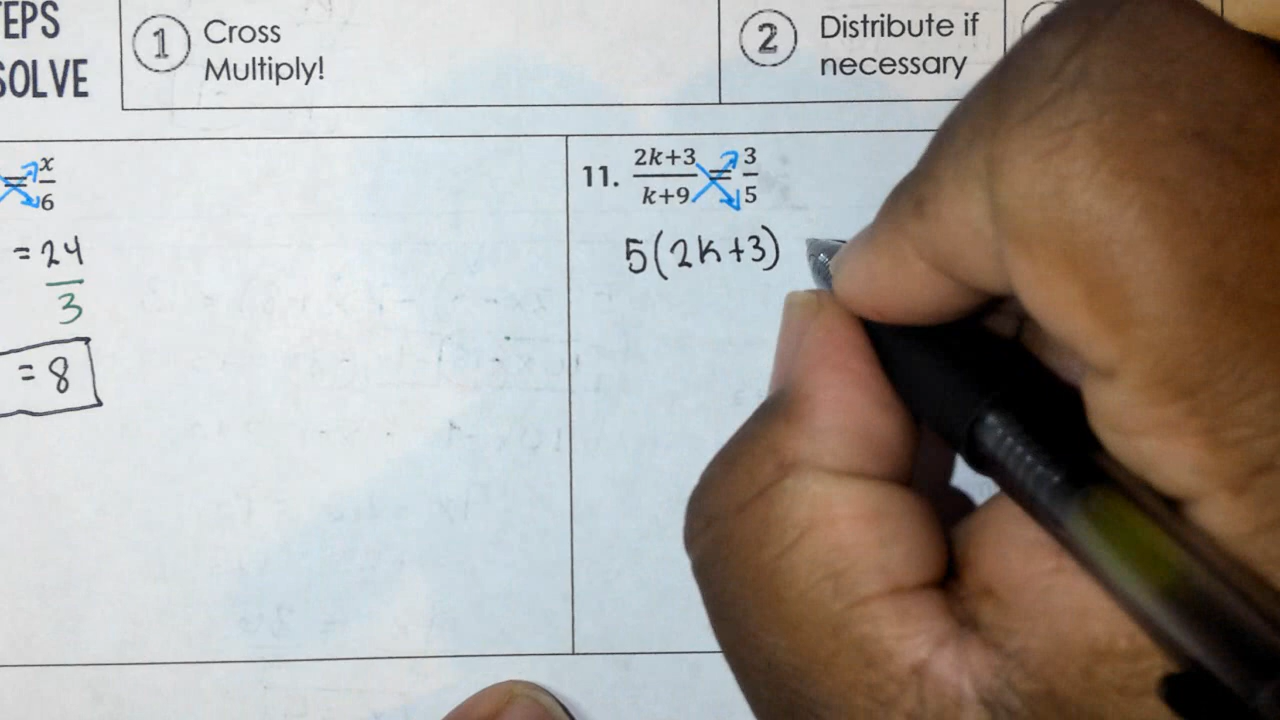 EPS
SOLVE
1 Cross
Multiply!
2 Distribute if
necessary
= x/6
= 24/3
= 8
11. 2k+3/k+9 = 3/5
5(2k+3)